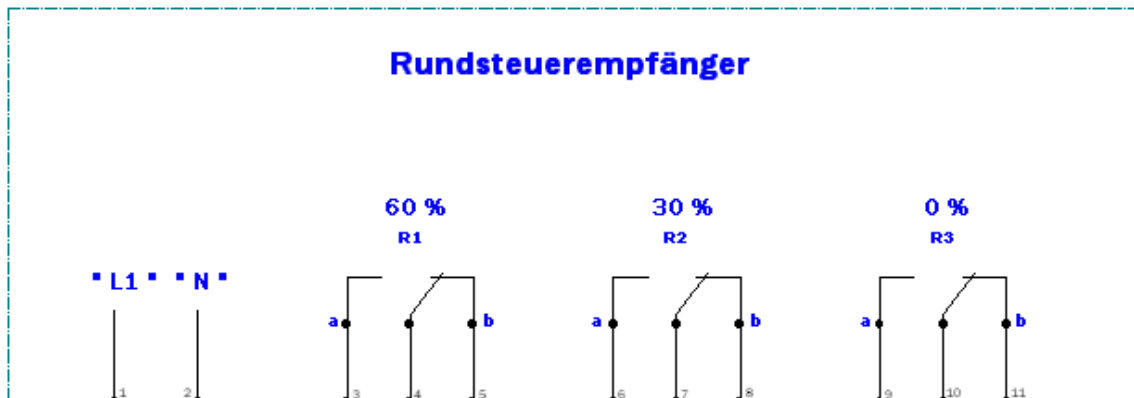 Rundsteuerempfänger
60 % 30 % 0 %
R1 R2 R3
" L1 " " N "
a b a b a b
1 2 3 4 5 6 7 8 9 10 11